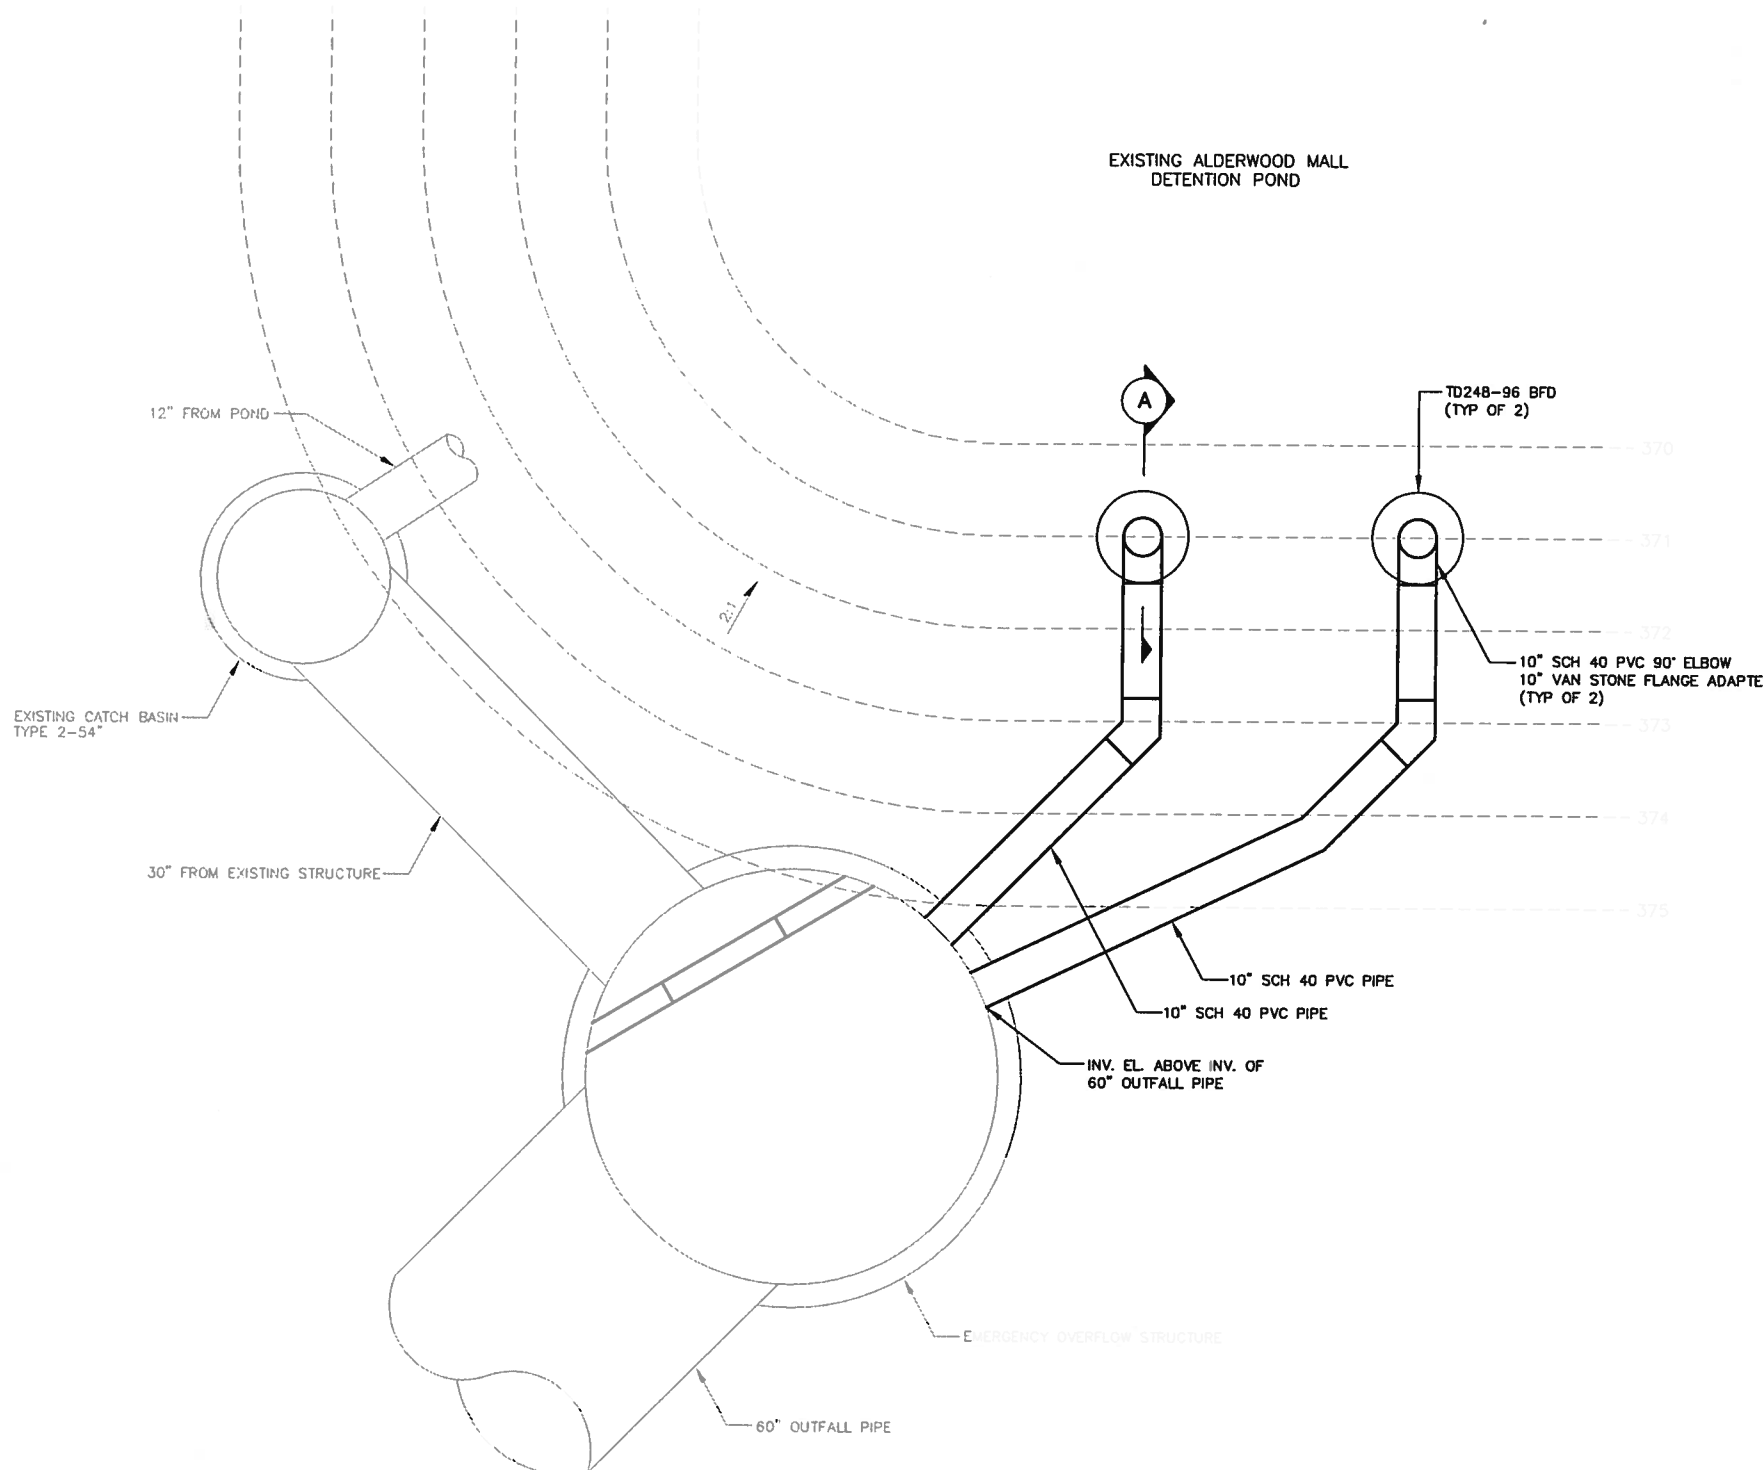 EXISTING ALDERWOOD MALL
DETENTION POND
A
TD248-96 BFD
(TYP OF 2)
12" FROM POND
370
371
2:1
372
10" SCH 40 PVC 90° ELBOW
10" VAN STONE FLANGE ADAPTE
(TYP OF 2)
EXISTING CATCH BASIN
TYPE 2-54"
373
374
30" FROM EXISTING STRUCTURE
375
10" SCH 40 PVC PIPE
10" SCH 40 PVC PIPE
INV. EL. ABOVE INV. OF
60" OUTFALL PIPE
EMERGENCY OVERFLOW STRUCTURE
60" OUTFALL PIPE